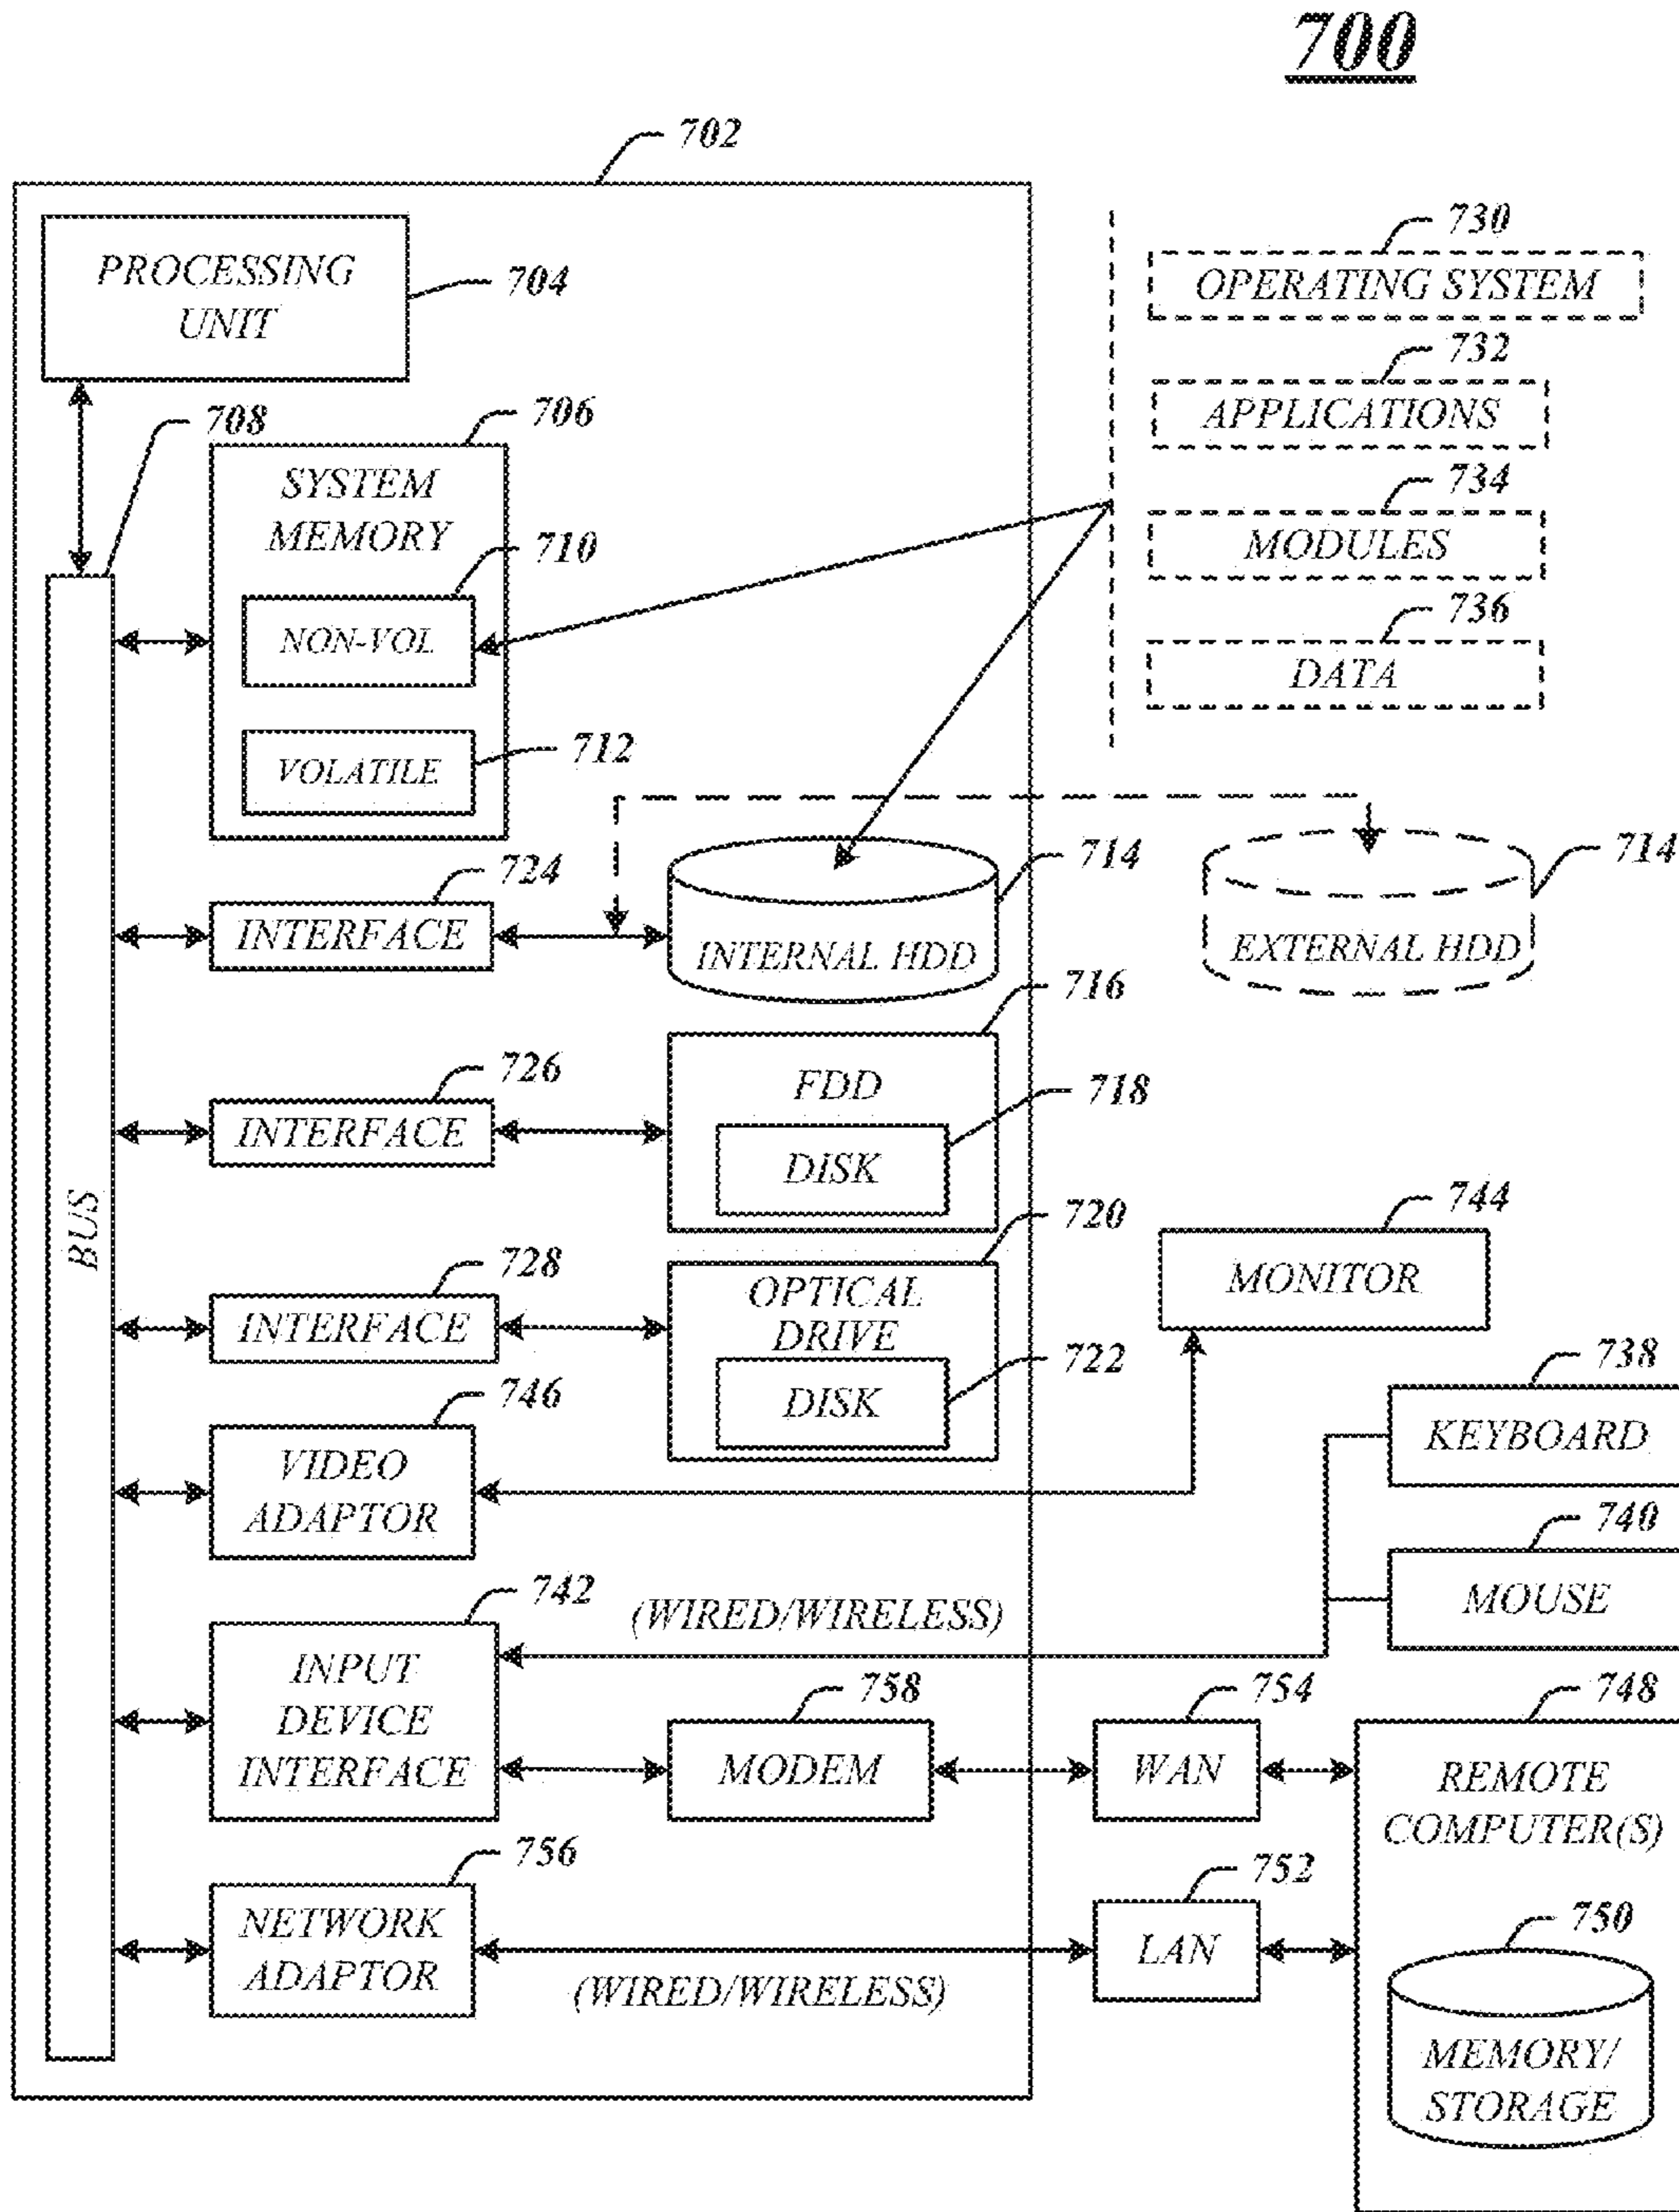 700
702
PROCESSING
UNIT
704
730
OPERATING SYSTEM
732
APPLICATIONS
734
MODULES
736
DATA
708
706
SYSTEM
MEMORY
710
NON-VOL
712
VOLATILE
BUS
724
INTERFACE
714
INTERNAL HDD
714
EXTERNAL HDD
716
FDD
718
DISK
726
INTERFACE
720
OPTICAL
DRIVE
722
DISK
728
INTERFACE
744
MONITOR
746
VIDEO
ADAPTOR
738
KEYBOARD
740
MOUSE
742
INPUT
DEVICE
INTERFACE
(WIRED/WIRELESS)
758
MODEM
754
WAN
748
REMOTE
COMPUTER(S)
756
NETWORK
ADAPTOR
(WIRED/WIRELESS)
752
LAN
750
MEMORY/
STORAGE